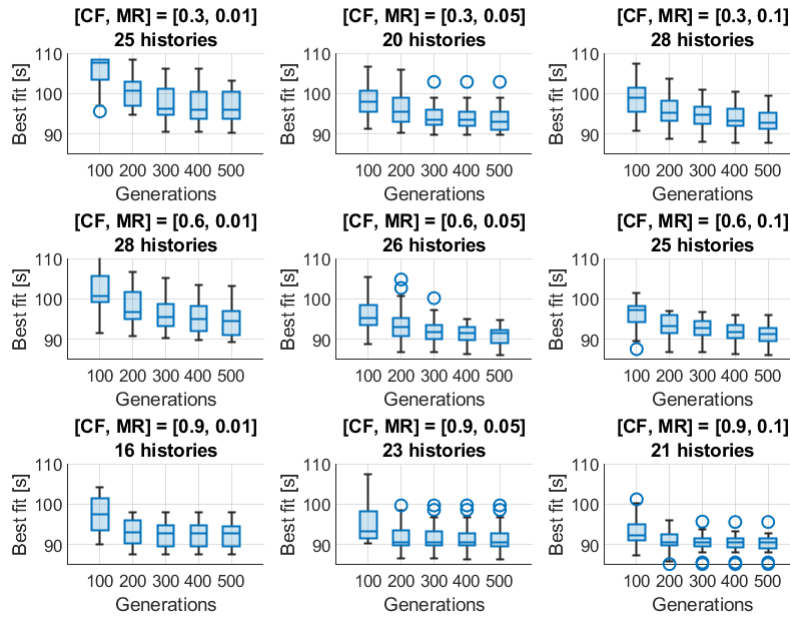 [CF, MR] = [0.3, 0.01]
25 histories
110
100
90
Best fit [s]
100 200 300 400 500
Generations
[CF, MR] = [0.3, 0.05]
20 histories
110
100
90
Best fit [s]
100 200 300 400 500
Generations
[CF, MR] = [0.3, 0.1]
28 histories
110
100
90
Best fit [s]
100 200 300 400 500
Generations
[CF, MR] = [0.6, 0.01]
28 histories
110
100
90
Best fit [s]
100 200 300 400 500
Generations
[CF, MR] = [0.6, 0.05]
26 histories
110
100
90
Best fit [s]
100 200 300 400 500
Generations
[CF, MR] = [0.6, 0.1]
25 histories
110
100
90
Best fit [s]
100 200 300 400 500
Generations
[CF, MR] = [0.9, 0.01]
16 histories
110
100
90
Best fit [s]
100 200 300 400 500
Generations
[CF, MR] = [0.9, 0.05]
23 histories
110
100
90
Best fit [s]
100 200 300 400 500
Generations
[CF, MR] = [0.9, 0.1]
21 histories
110
100
90
Best fit [s]
100 200 300 400 500
Generations